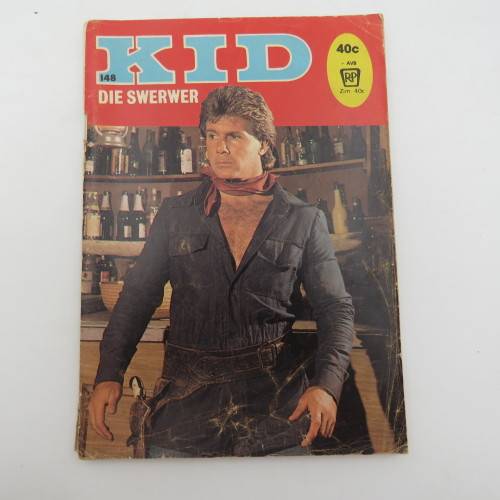 KID
148
DIE SWERWER
40c
+ AVB
RP
Zim 40c